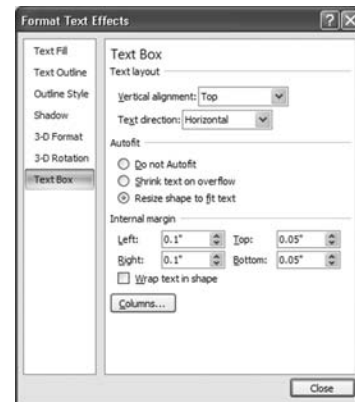 Format Text Effects
Text Fill
Text Outline
Outline Style
Shadow
3-D Format
3-D Rotation
Text Box
Text Box
Text layout
Vertical alignment: Top
Text direction: Horizontal
Autofit
Do not Autofit
Shrink text on overflow
Resize shape to fit text
Internal margin
Left: 0.1" Top: 0.05"
Right: 0.1" Bottom: 0.05"
Wrap text in shape
Columns...
Close